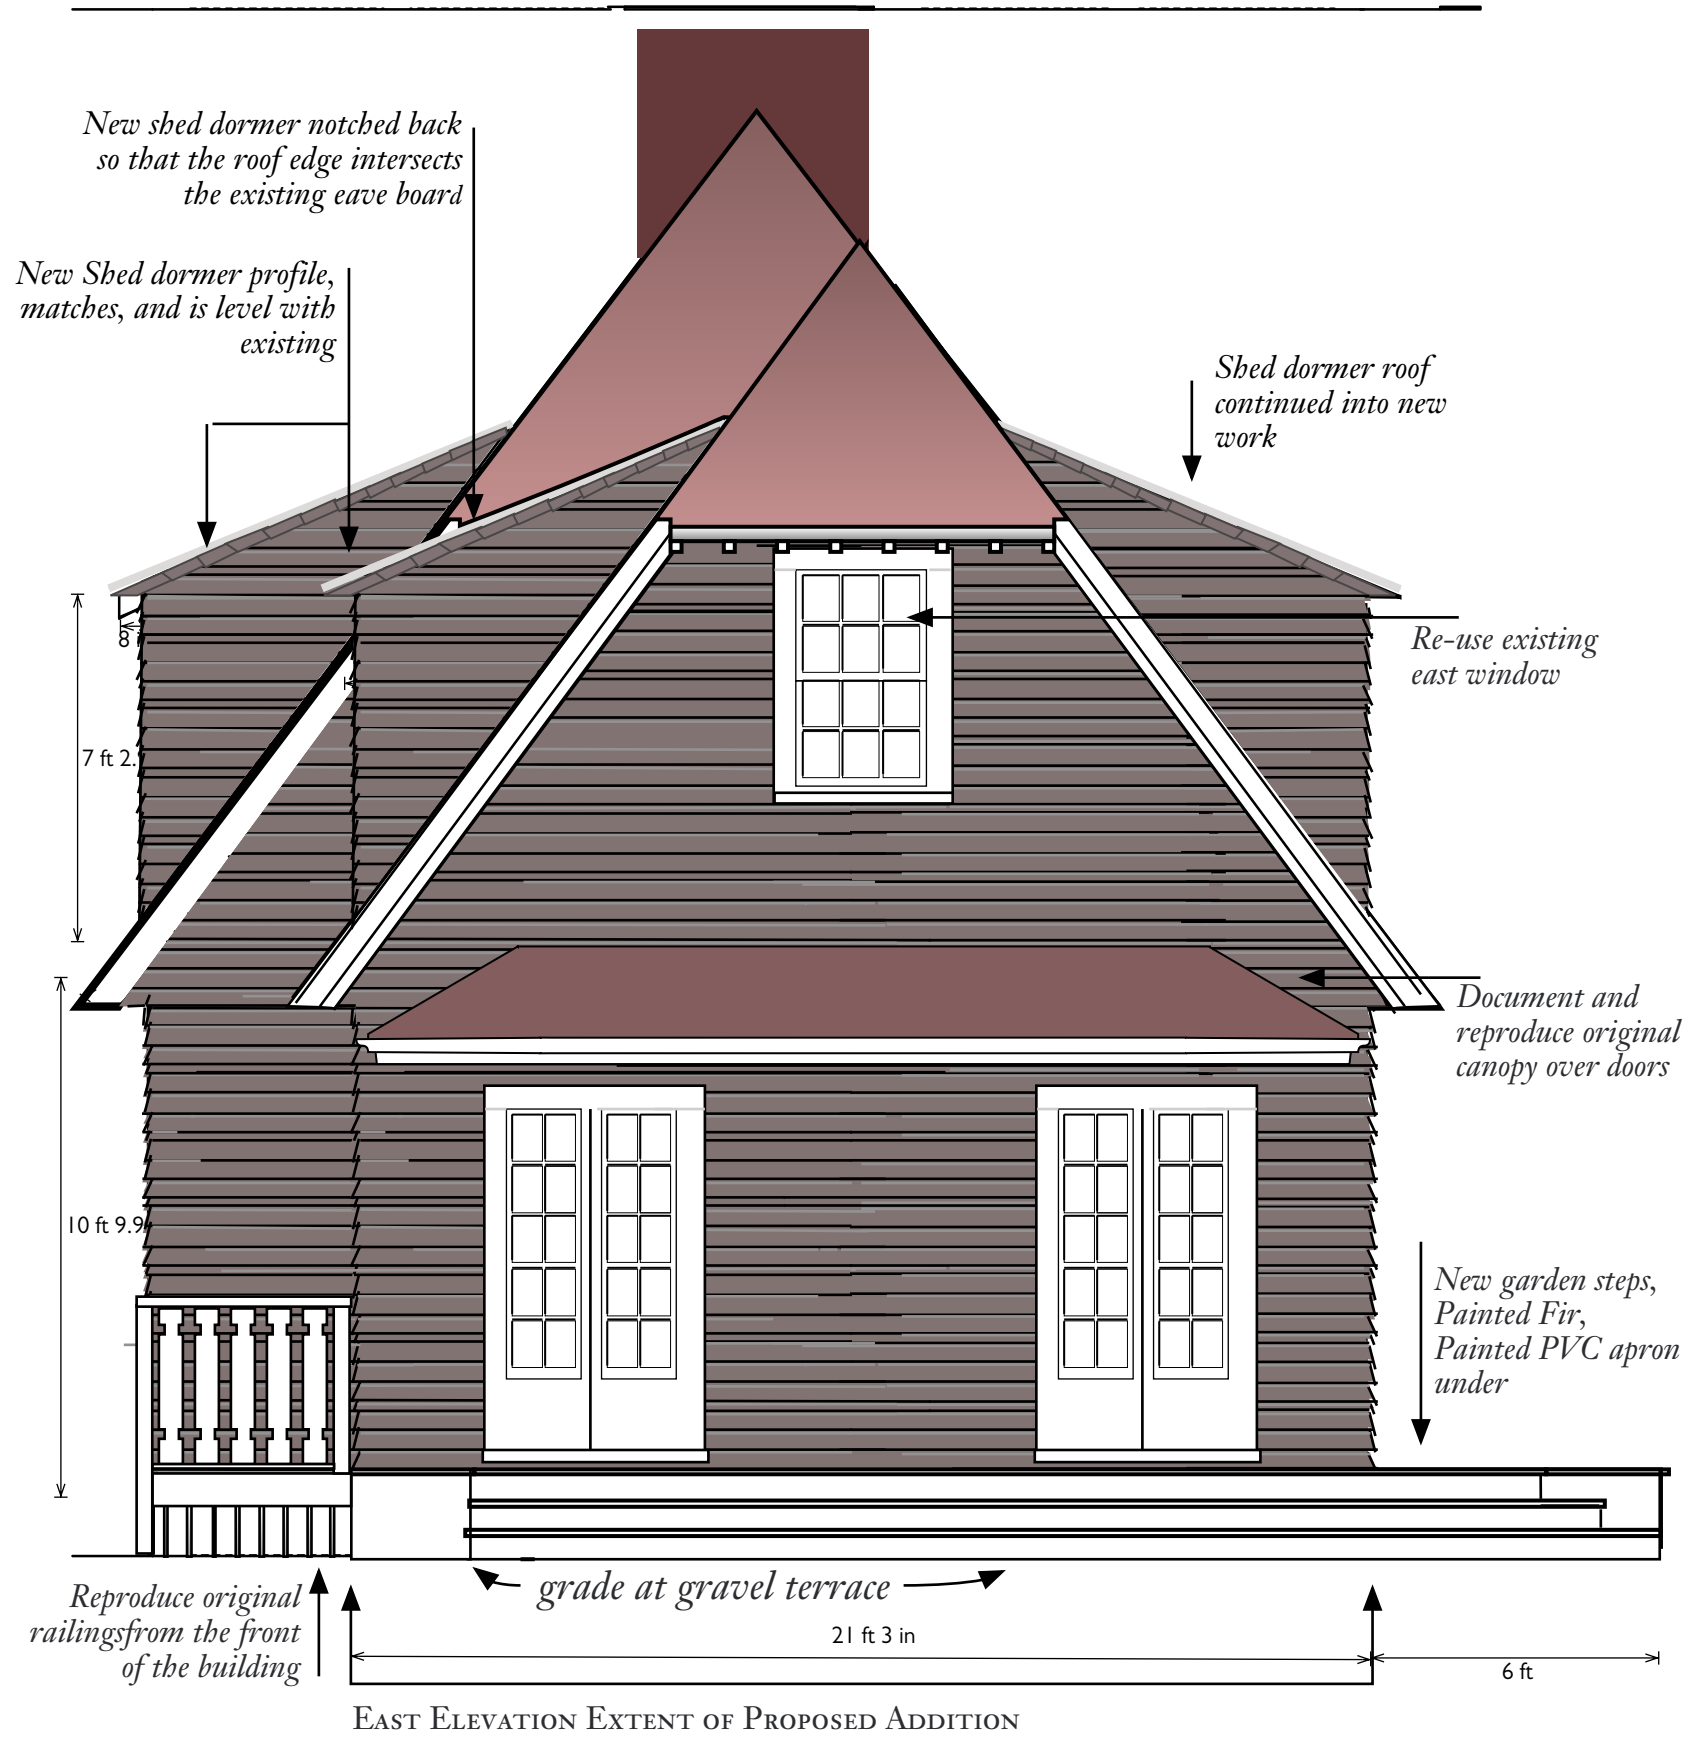 New shed dormer notched back
so that the roof edge intersects
the existing eave board
New Shed dormer profile,
matches, and is level with
existing
Shed dormer roof
continued into new
work
8
Re-use existing
east window
7 ft 2.
Document and
reproduce original
canopy over doors
10 ft 9.9
New garden steps,
Painted Fir,
Painted PVC apron
under
grade at gravel terrace
Reproduce original
railingsfrom the front
of the building
21 ft 3 in
6 ft
East Elevation Extent of Proposed Addition